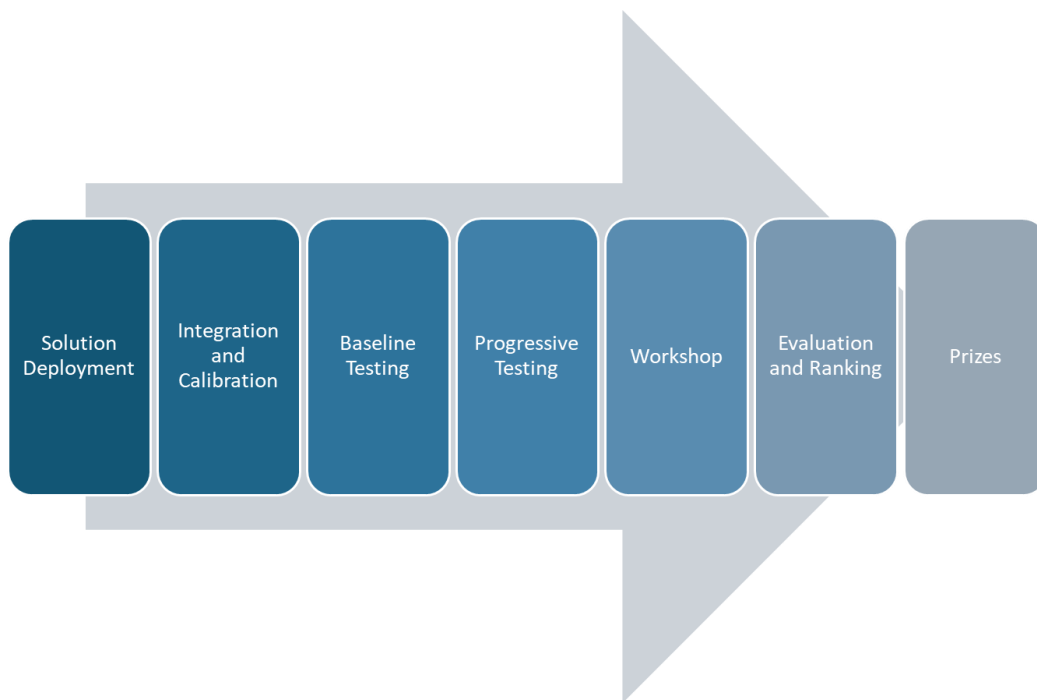 Solution
Deployment
Integration
and
Calibration
Baseline
Testing
Progressive
Testing
Workshop
Evaluation
and Ranking
Prizes